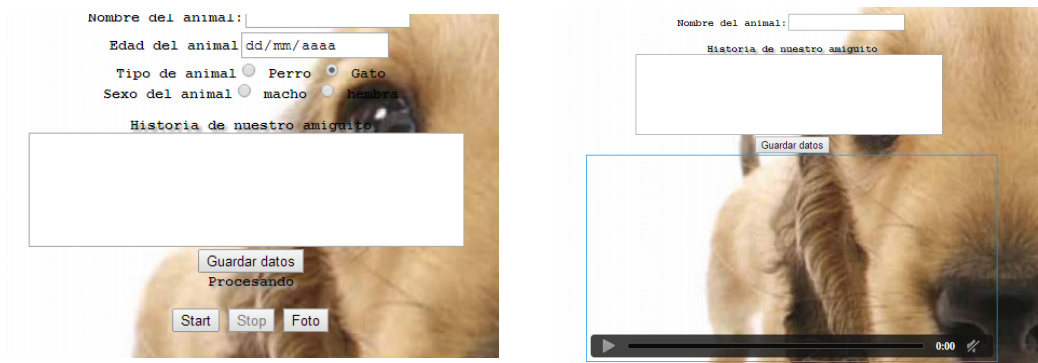 Nombre del animal:
Edad del animal dd/mm/aaaa
Tipo de animal Perro Gato
Sexo del animal macho hembra
Historia de nuestro amiguito
Guardar datos
Procesando
Start Stop Foto
Nombre del animal:
Historia de nuestro amiguito
Guardar datos
0:00